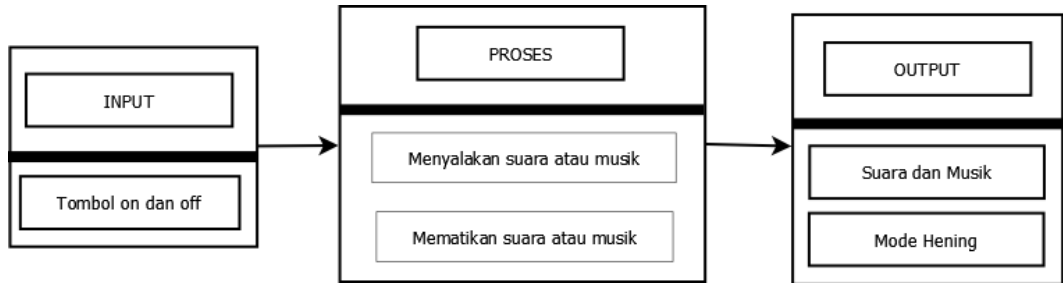 INPUT
Tombol on dan off
PROSES
Menyalakan suara atau musik
Mematikan suara atau musik
OUTPUT
Suara dan Musik
Mode Hening